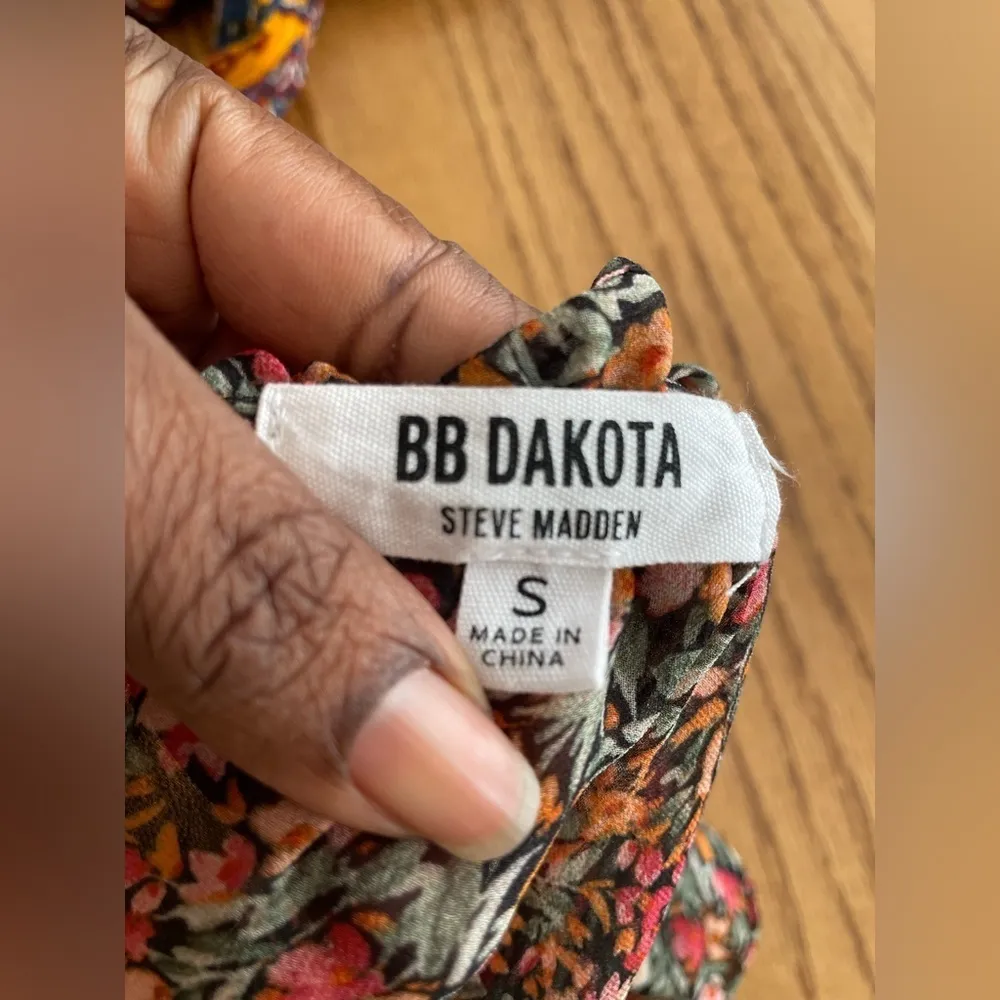 BB DAKOTA
STEVE MADDEN
S
MADE IN
CHINA